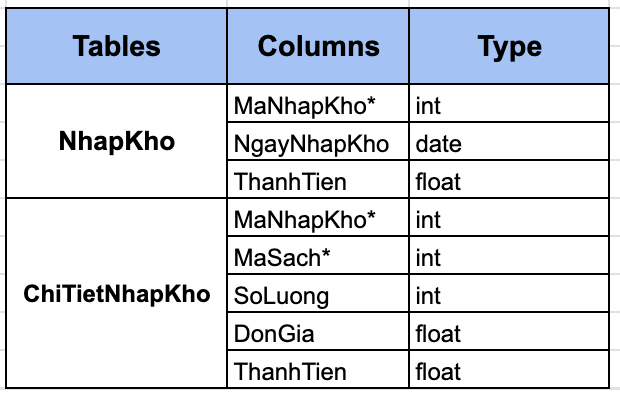 Tables Columns Type
NhapKho
MaNhapKho* int
NgayNhapKho date
ThanhTien float
ChiTietNhapKho
MaNhapKho* int
MaSach* int
SoLuong int
DonGia float
ThanhTien float